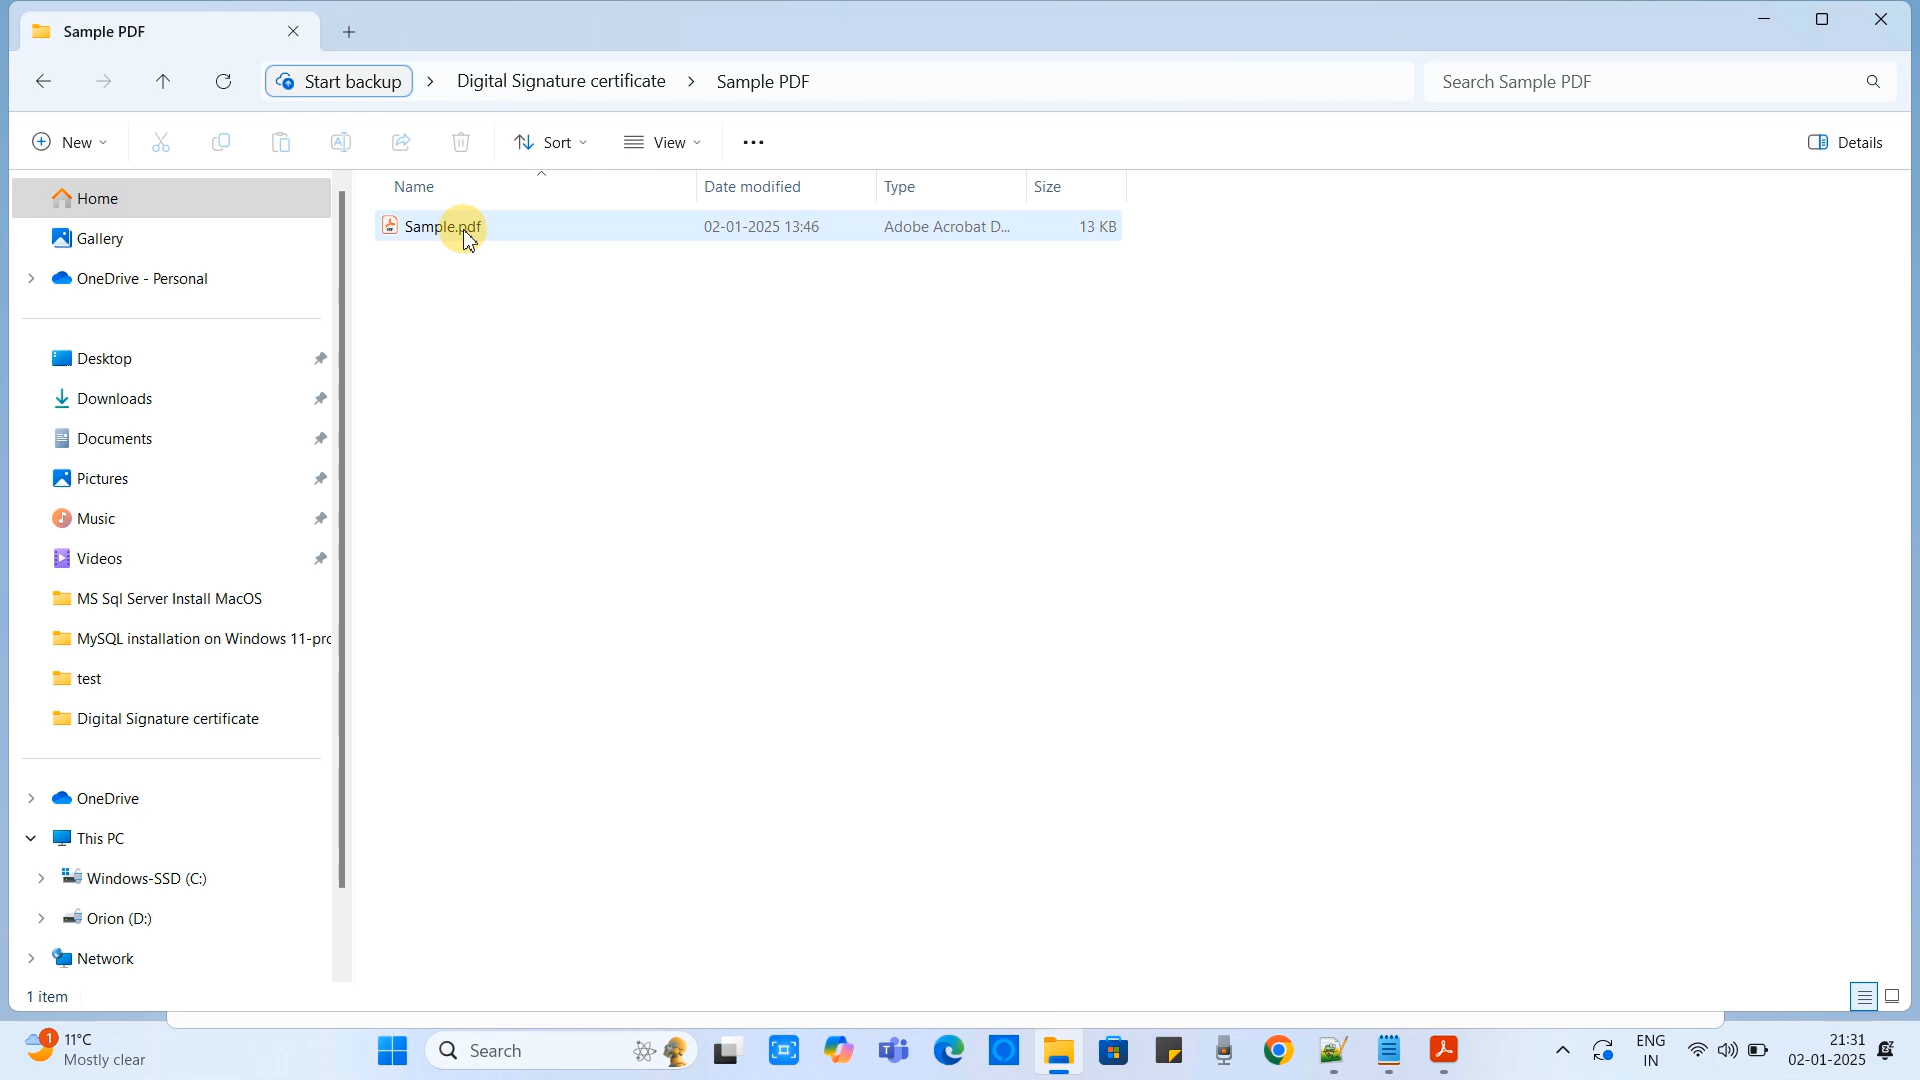 Sample PDF
Start backup > Digital Signature certificate > Sample PDF
Search Sample PDF
New
Sort
View
Details
Name Date modified Type Size
Sample.pdf 02-01-2025 13:46 Adobe Acrobat D... 13 KB
Home
Gallery
OneDrive - Personal
Desktop
Downloads
Documents
Pictures
Music
Videos
MS Sql Server Install MacOS
MySQL installation on Windows 11-pro
test
Digital Signature certificate
OneDrive
This PC
Windows-SSD (C:)
Orion (D:)
Network
1 item
1
11°C
Mostly clear
Search
ENG
IN
21:31
02-01-2025